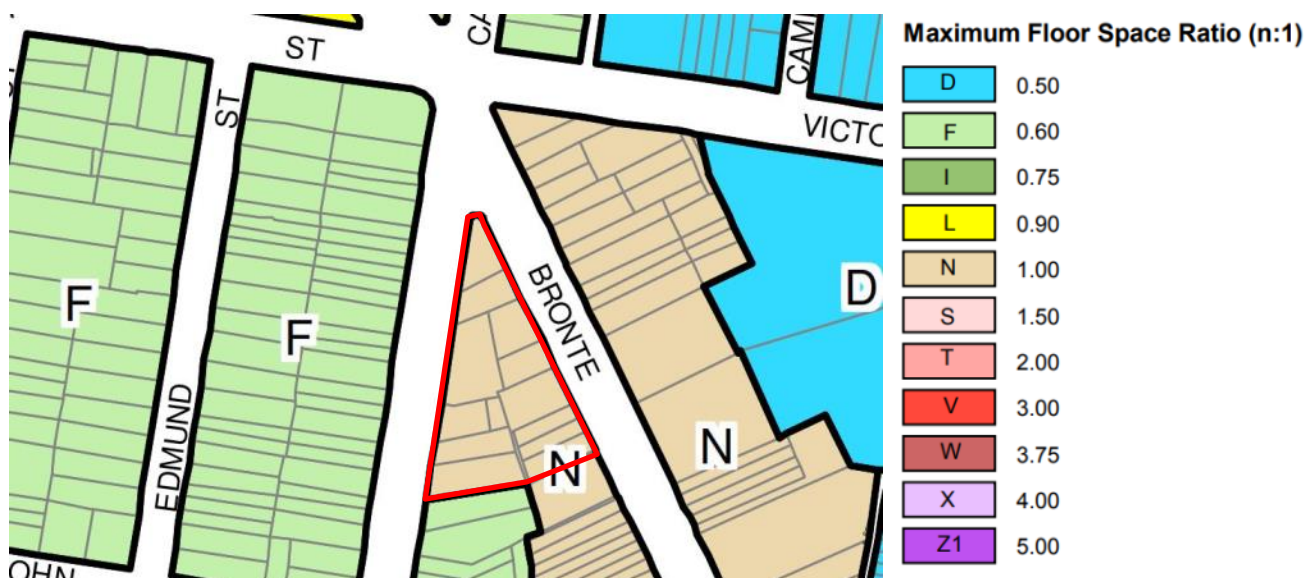 ST
CA
CAM
VICTO
ST
BRONTE
D
F
F
N
N
EDMUND
OHN
Maximum Floor Space Ratio (n:1)
D 0.50
F 0.60
I 0.75
L 0.90
N 1.00
S 1.50
T 2.00
V 3.00
W 3.75
X 4.00
Z1 5.00